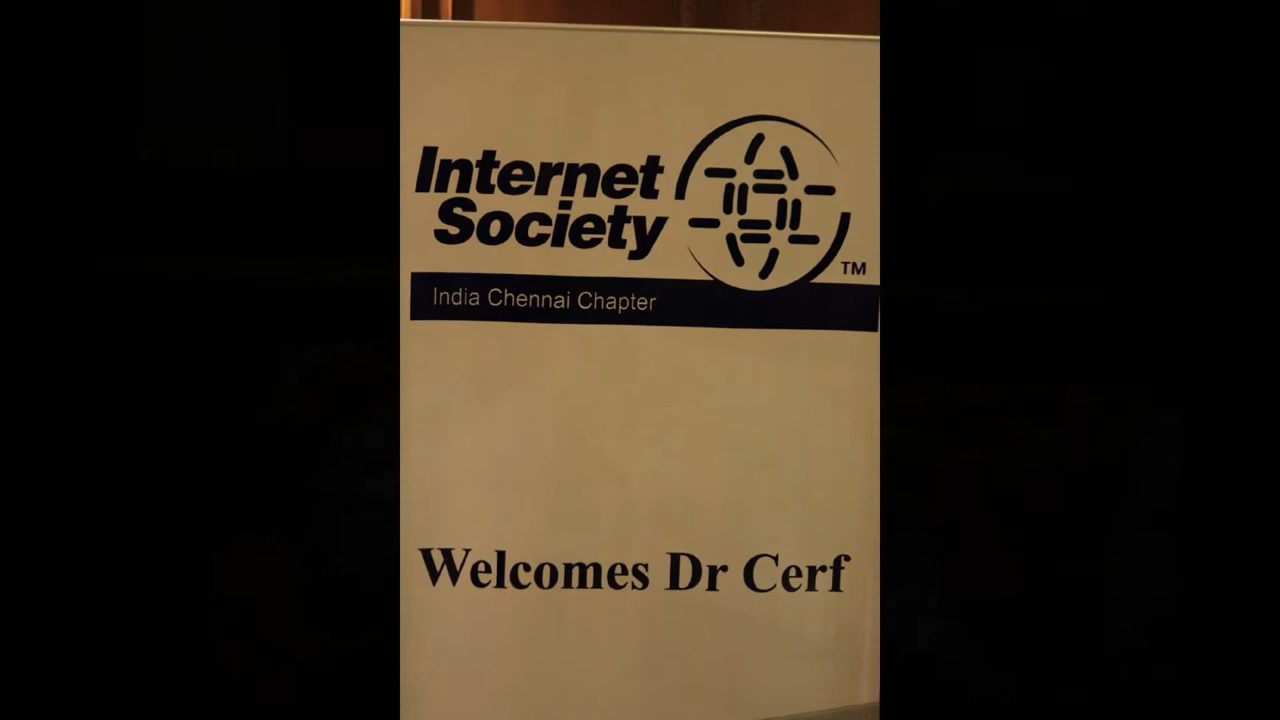 Internet
Society
TM
India Chennai Chapter
Welcomes Dr Cerf